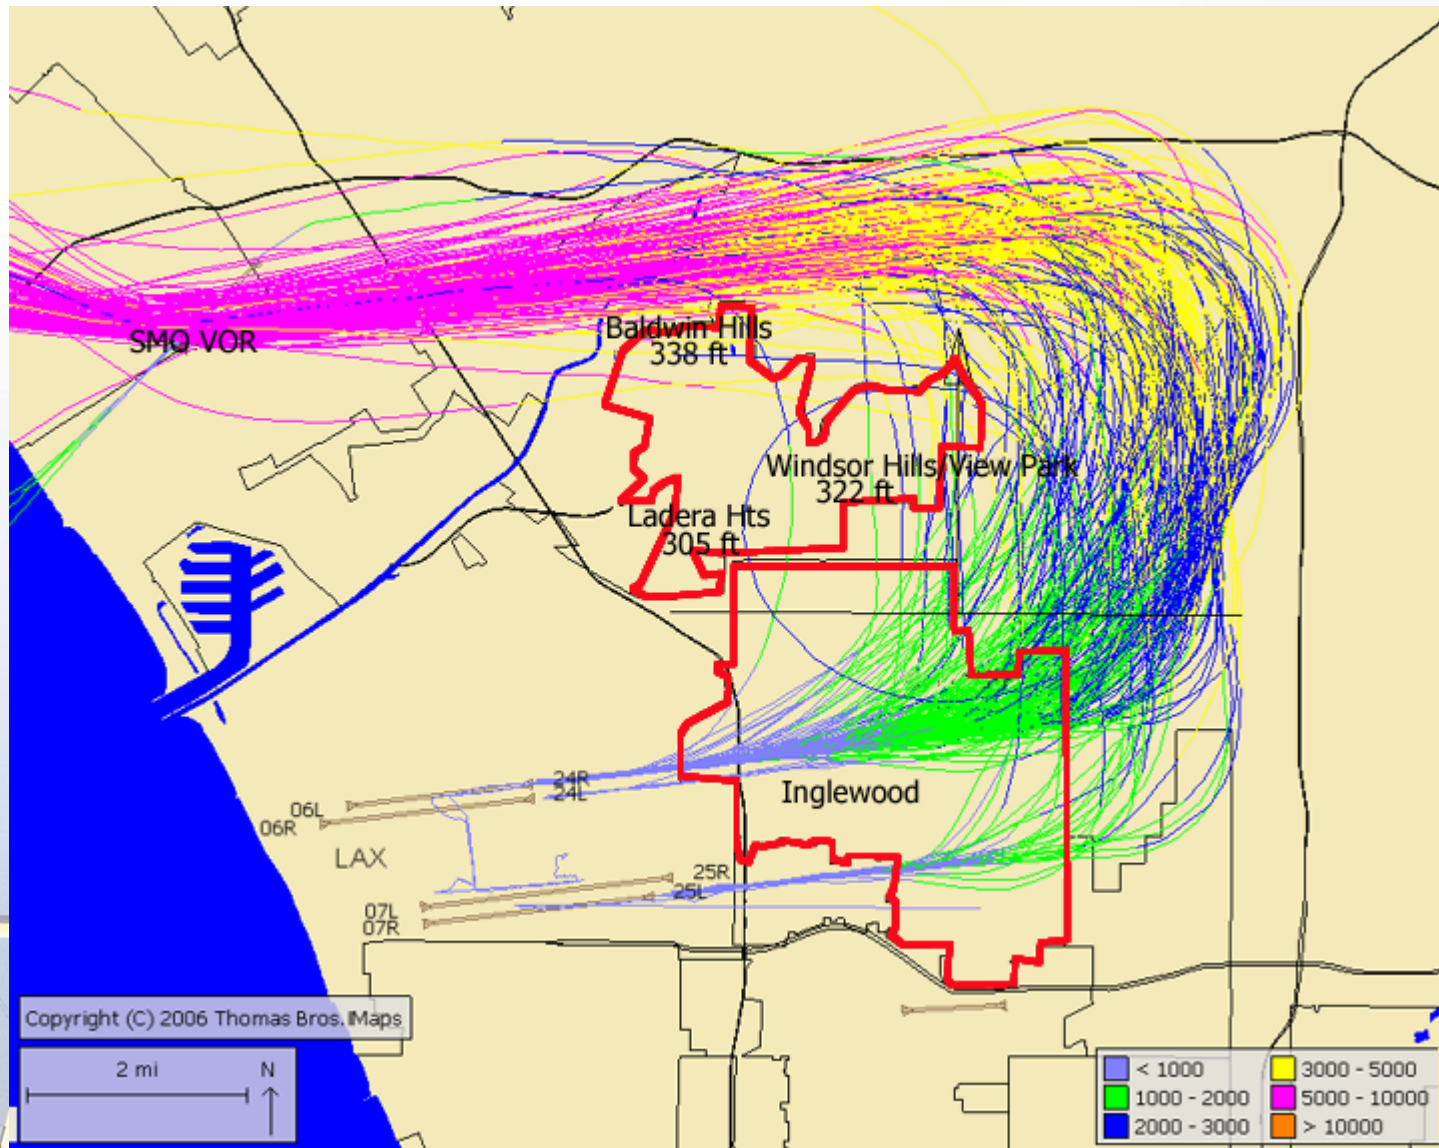 SMO VOR
Baldwin Hills
338 ft
Windsor Hills/View Park
322 ft
Ladera Hts
305 ft
24R
24L
06L
06R
Inglewood
LAX
25R
25L
07L
07R
Copyright (C) 2006 Thomas Bros. Maps
2 mi
N
< 1000
1000 - 2000
2000 - 3000
3000 - 5000
5000 - 10000
> 10000